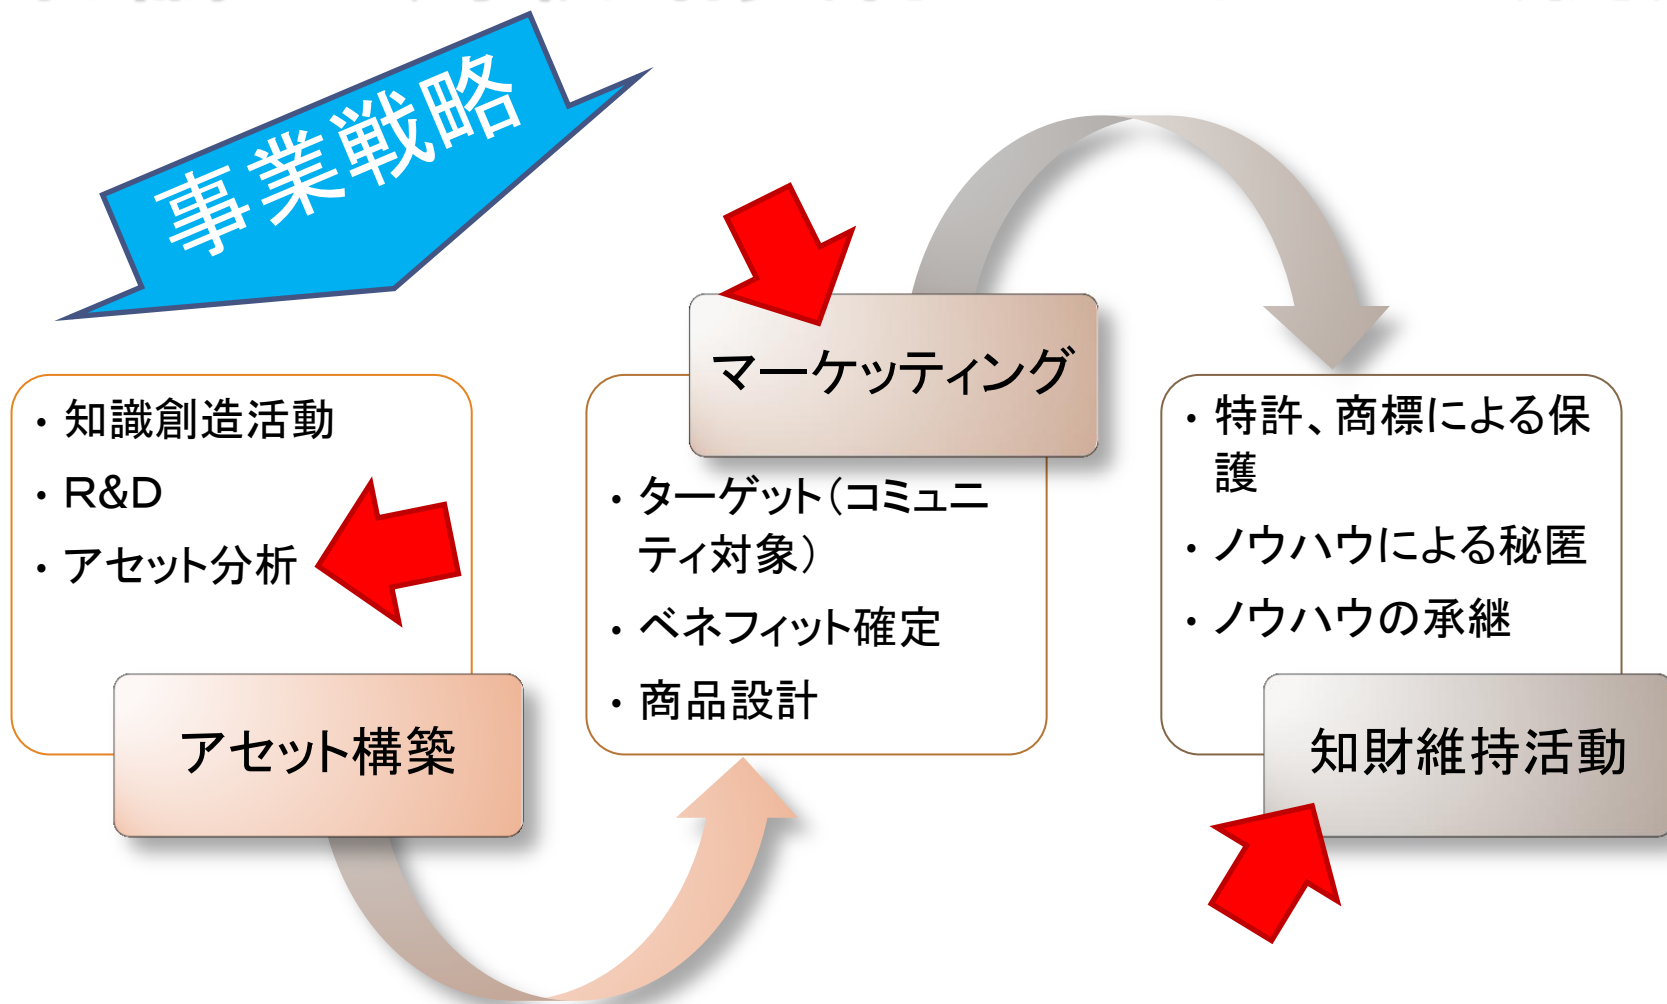 事業戦略
・知識創造活動
・R&D
・アセット分析
アセット構築
マーケッティング
・ターゲット（コミュニ
ティ対象）
・ベネフィット確定
・商品設計
・特許、商標による保
護
・ノウハウによる秘匿
・ノウハウの承継
知財維持活動